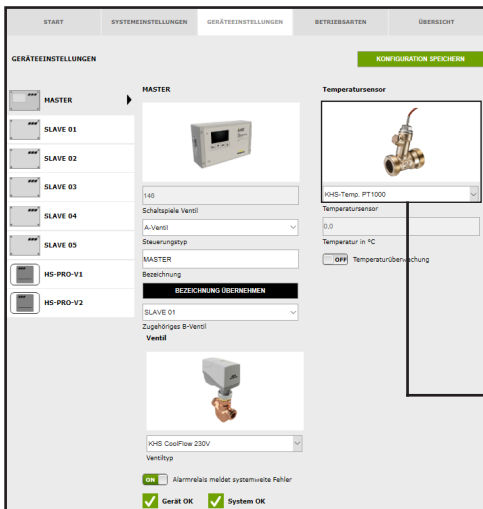 START
SYSTEMEINSTELLUNGEN
GERÄTEEINSTELLUNGEN
BETRIEBSARTEN
ÜBERSICHT
GERÄTEEINSTELLUNGEN
KONFIGURATION SPEICHERN
MASTER
SLAVE 01
SLAVE 02
SLAVE 03
SLAVE 04
SLAVE 05
HS-PRO-V1
HS-PRO-V2
MASTER
146
Schaltspiele Ventil
A-Ventil
Steuerungstyp
MASTER
Bezeichnung
BEZEICHNUNG ÜBERNEHMEN
SLAVE 01
Zugehöriges B-Ventil
Ventil
KHS CoolFlow 230V
Ventiltyp
ON Alarmrelais meldet systemweite Fehler
Gerät OK System OK
Temperatursensor
KHS-Temp. PT1000
Temperatursensor
0,0
Temperatur in °C
OFF Temperaturüberwachung